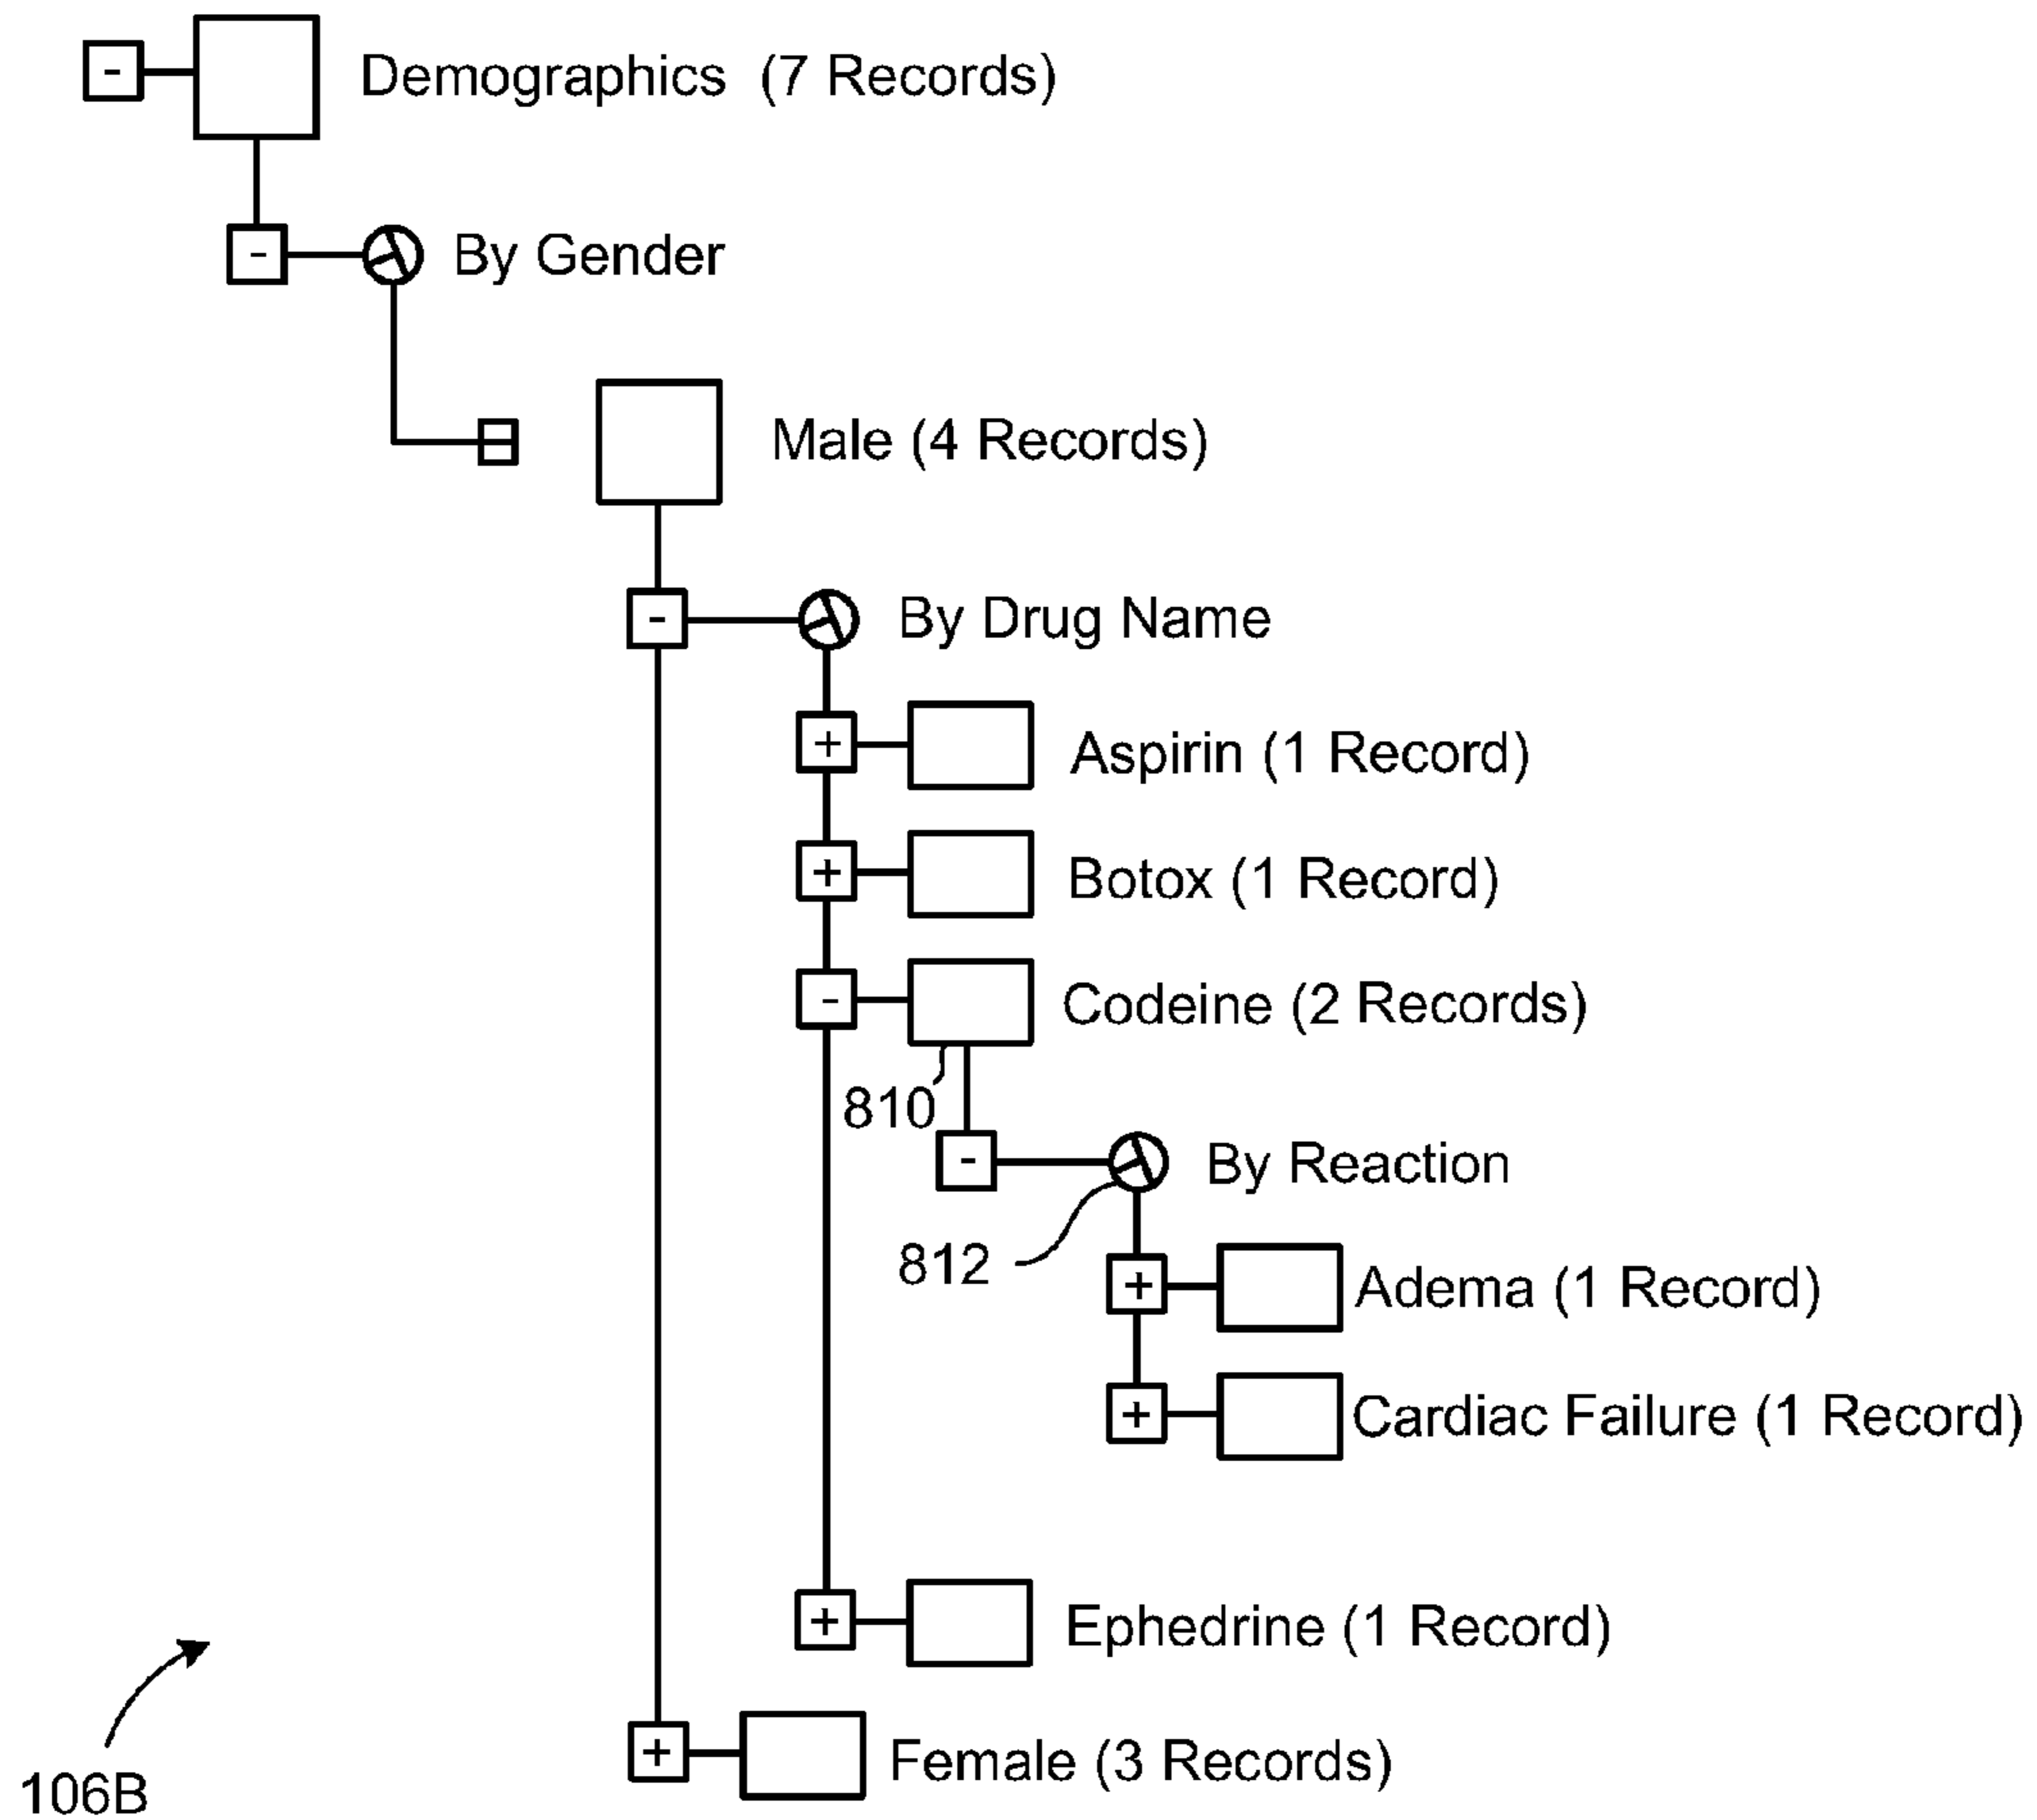 - Demographics (7 Records)
- By Gender
Male (4 Records)
- By Drug Name
+ Aspirin (1 Record)
+ Botox (1 Record)
- Codeine (2 Records)
810
- By Reaction
812
+ Adema (1 Record)
+ Cardiac Failure (1 Record)
+ Ephedrine (1 Record)
+ Female (3 Records)
106B